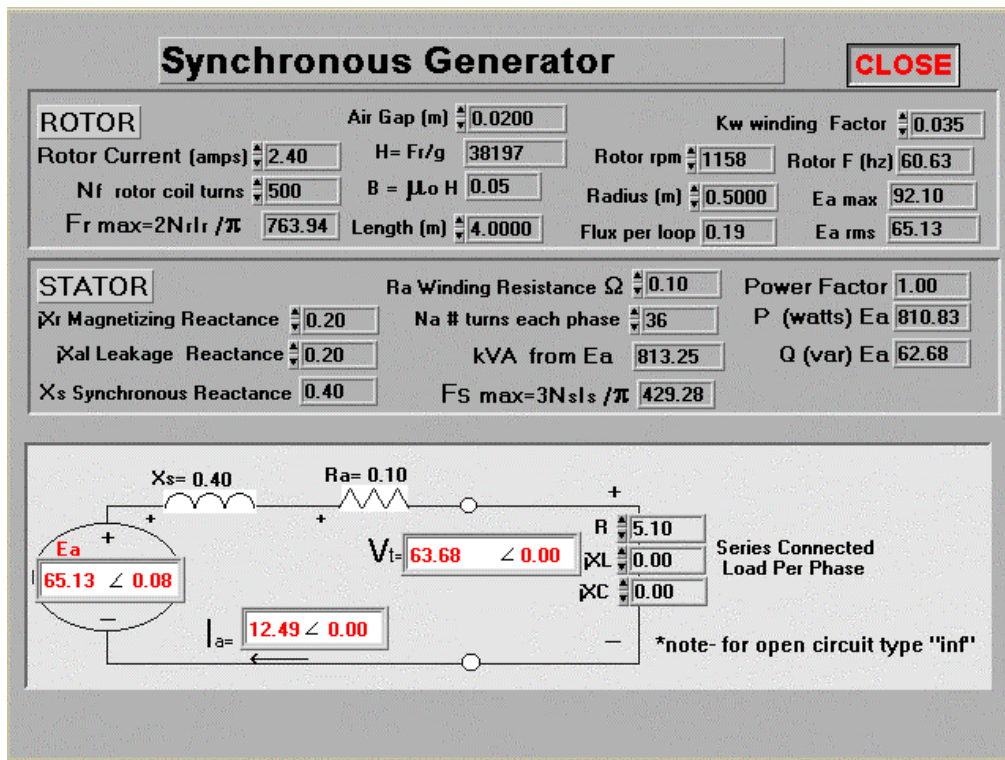 Synchronous Generator
CLOSE
ROTOR
Air Gap (m) 0.0200
Kw winding Factor 0.035
Rotor Current (amps) 2.40
H= Fr/g 38197
Rotor rpm 1158
Rotor F (hz) 60.63
Nf rotor coil turns 500
B = µo H 0.05
Radius (m) 0.5000
Ea max 92.10
Fr max=2NrIr /π 763.94
Length (m) 4.0000
Flux per loop 0.19
Ea rms 65.13
STATOR
Ra Winding Resistance Ω 0.10
Power Factor 1.00
jXr Magnetizing Reactance 0.20
Na # turns each phase 36
P (watts) Ea 810.83
jXal Leakage Reactance 0.20
kVA from Ea 813.25
Q (var) Ea 62.68
Xs Synchronous Reactance 0.40
Fs max=3NsIs /π 429.28
Xs= 0.40
Ra= 0.10
+
+
+
+
Ea
65.13 ∠ 0.08
Vt= 63.68 ∠ 0.00
R 5.10
jXL 0.00
jXC 0.00
Series Connected
Load Per Phase
–
Ia= 12.49 ∠ 0.00
–
*note- for open circuit type "inf"